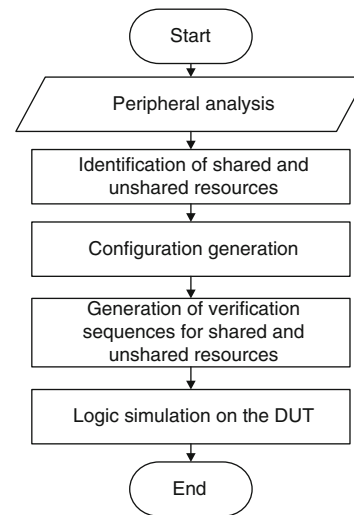 Start
Peripheral analysis
Identification of shared and
unshared resources
Configuration generation
Generation of verification
sequences for shared and
unshared resources
Logic simulation on the DUT
End